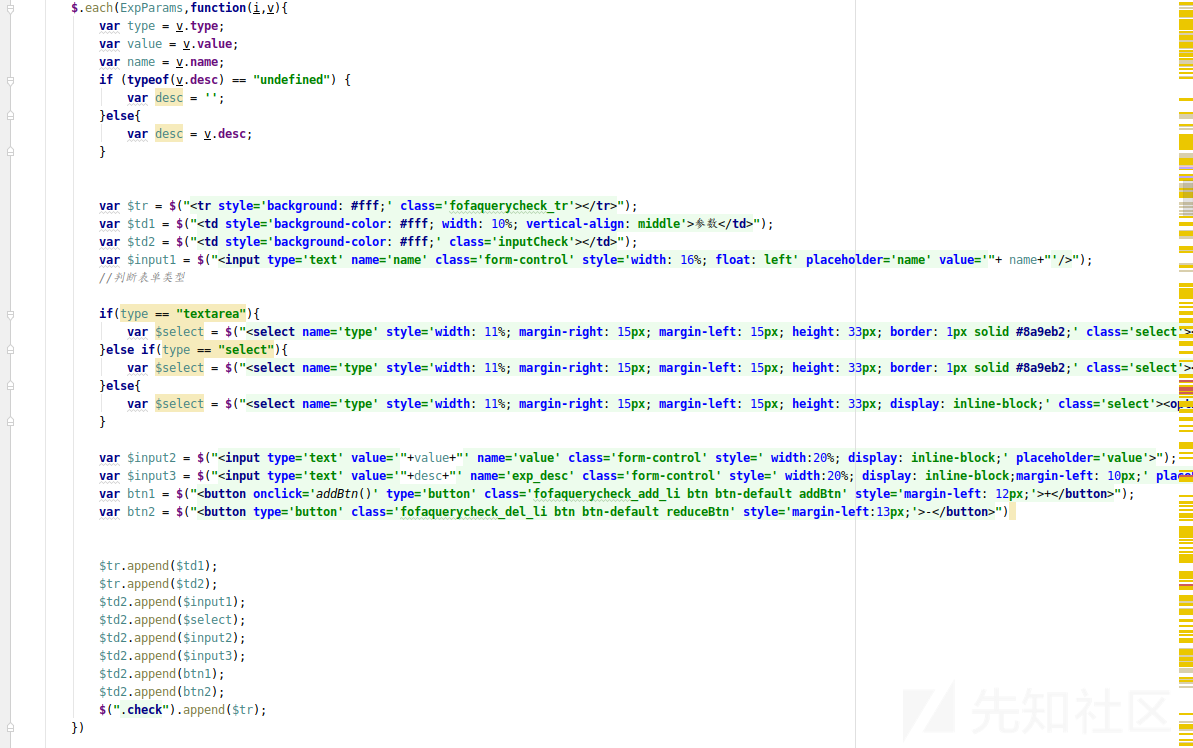 $.each(ExpParams,function(i,v){
var type = v.type;
var value = v.value;
var name = v.name;
if (typeof(v.desc) == "undefined") {
var desc = '';
}else{
var desc = v.desc;
}
var $tr = $("<tr style='background: #fff;' class='fofaquerycheck_tr'></tr>");
var $td1 = $("<td style='background-color: #fff; width: 10%; vertical-align: middle'>参数</td>");
var $td2 = $("<td style='background-color: #fff;' class='inputCheck'></td>");
var $input1 = $("<input type='text' name='name' class='form-control' style='width: 16%; float: left' placeholder='name' value='"+ name+"'/>");
//判断表单类型
if(type == "textarea"){
var $select = $("<select name='type' style='width: 11%; margin-right: 15px; margin-left: 15px; height: 33px; border: 1px solid #8a9eb2;' class='select'><
}else if(type == "select"){
var $select = $("<select name='type' style='width: 11%; margin-right: 15px; margin-left: 15px; height: 33px; border: 1px solid #8a9eb2;' class='select'><
}else{
var $select = $("<select name='type' style='width: 11%; margin-right: 15px; margin-left: 15px; height: 33px; display: inline-block;' class='select'><opt
}
var $input2 = $("<input type='text' value='"+value+"' name='value' class='form-control' style=' width:20%; display: inline-block;' placeholder='value'>");
var $input3 = $("<input type='text' value='"+desc+"' name='exp_desc' class='form-control' style=' width:20%; display: inline-block;margin-left: 10px;' plac
var btn1 = $("<button onclick='addBtn()' type='button' class='fofaquerycheck_add_li btn btn-default addBtn' style='margin-left: 12px;'>+</button>");
var btn2 = $("<button type='button' class='fofaquerycheck_del_li btn btn-default reduceBtn' style='margin-left:13px;'>-</button>")
$tr.append($td1);
$tr.append($td2);
$td2.append($input1);
$td2.append($select);
$td2.append($input2);
$td2.append($input3);
$td2.append(btn1);
$td2.append(btn2);
$(".check").append($tr);
})
先知社区